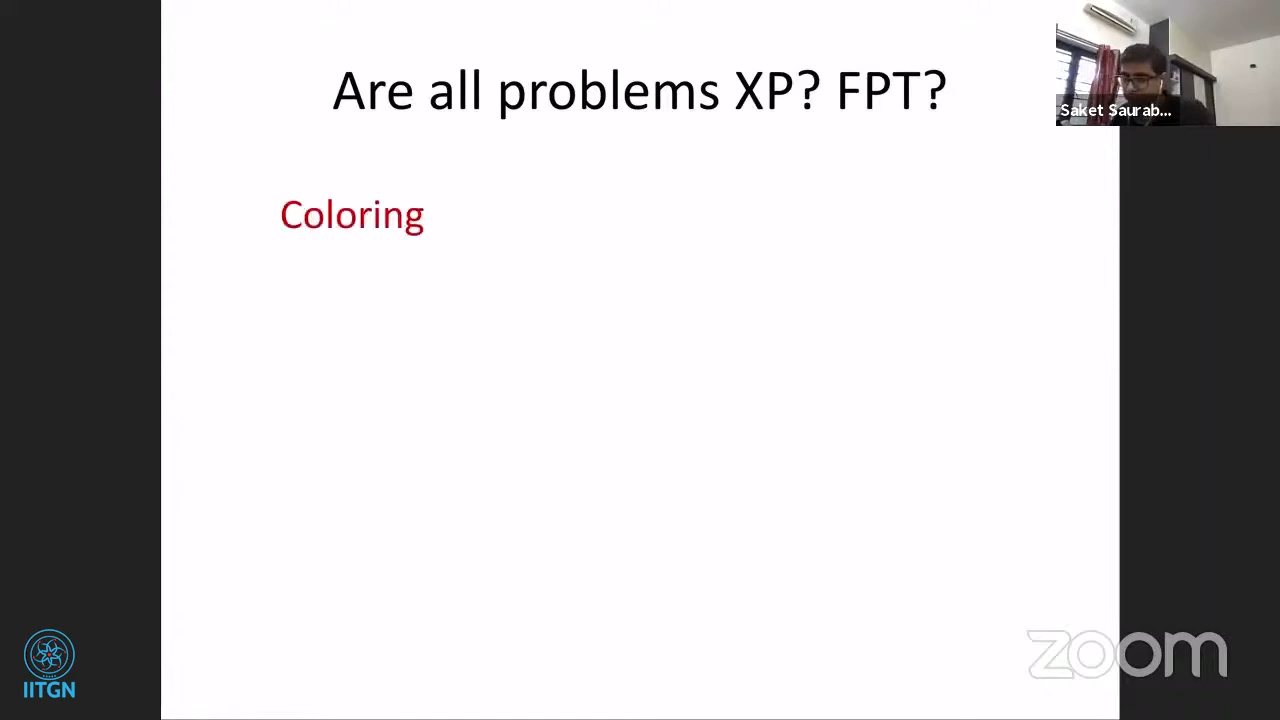 Are all problems XP? FPT?
Saket Saurab...
Coloring
IITGN
zoom